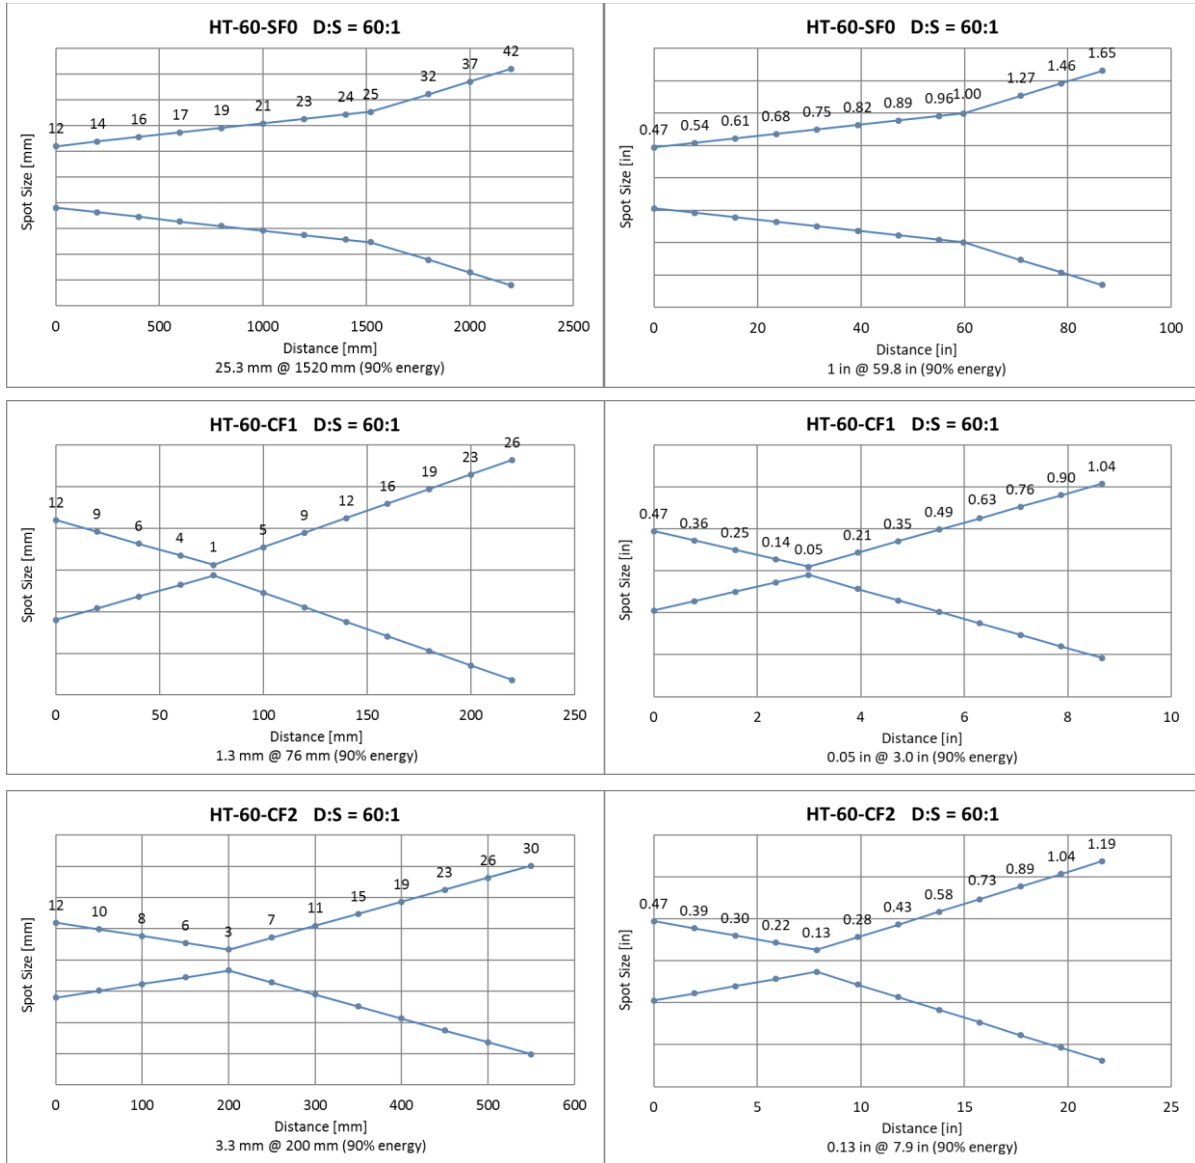 HT-60-SF0 D:S = 60:1
Spot Size [mm]
12 14 16 17 19 21 23 24 25 32 37 42
0 500 1000 1500 2000 2500
Distance [mm]
25.3 mm @ 1520 mm (90% energy)
HT-60-SF0 D:S = 60:1
Spot Size [in]
0.47 0.54 0.61 0.68 0.75 0.82 0.89 0.96 1.00 1.27 1.46 1.65
0 20 40 60 80 100
Distance [in]
1 in @ 59.8 in (90% energy)
HT-60-CF1 D:S = 60:1
Spot Size [mm]
12 9 6 4 1 5 9 12 16 19 23 26
0 50 100 150 200 250
Distance [mm]
1.3 mm @ 76 mm (90% energy)
HT-60-CF1 D:S = 60:1
Spot Size [in]
0.47 0.36 0.25 0.14 0.05 0.21 0.35 0.49 0.63 0.76 0.90 1.04
0 2 4 6 8 10
Distance [in]
0.05 in @ 3.0 in (90% energy)
HT-60-CF2 D:S = 60:1
Spot Size [mm]
12 10 8 6 3 7 11 15 19 23 26 30
0 100 200 300 400 500 600
Distance [mm]
3.3 mm @ 200 mm (90% energy)
HT-60-CF2 D:S = 60:1
Spot Size [in]
0.47 0.39 0.30 0.22 0.13 0.28 0.43 0.58 0.73 0.89 1.04 1.19
0 5 10 15 20 25
Distance [in]
0.13 in @ 7.9 in (90% energy)